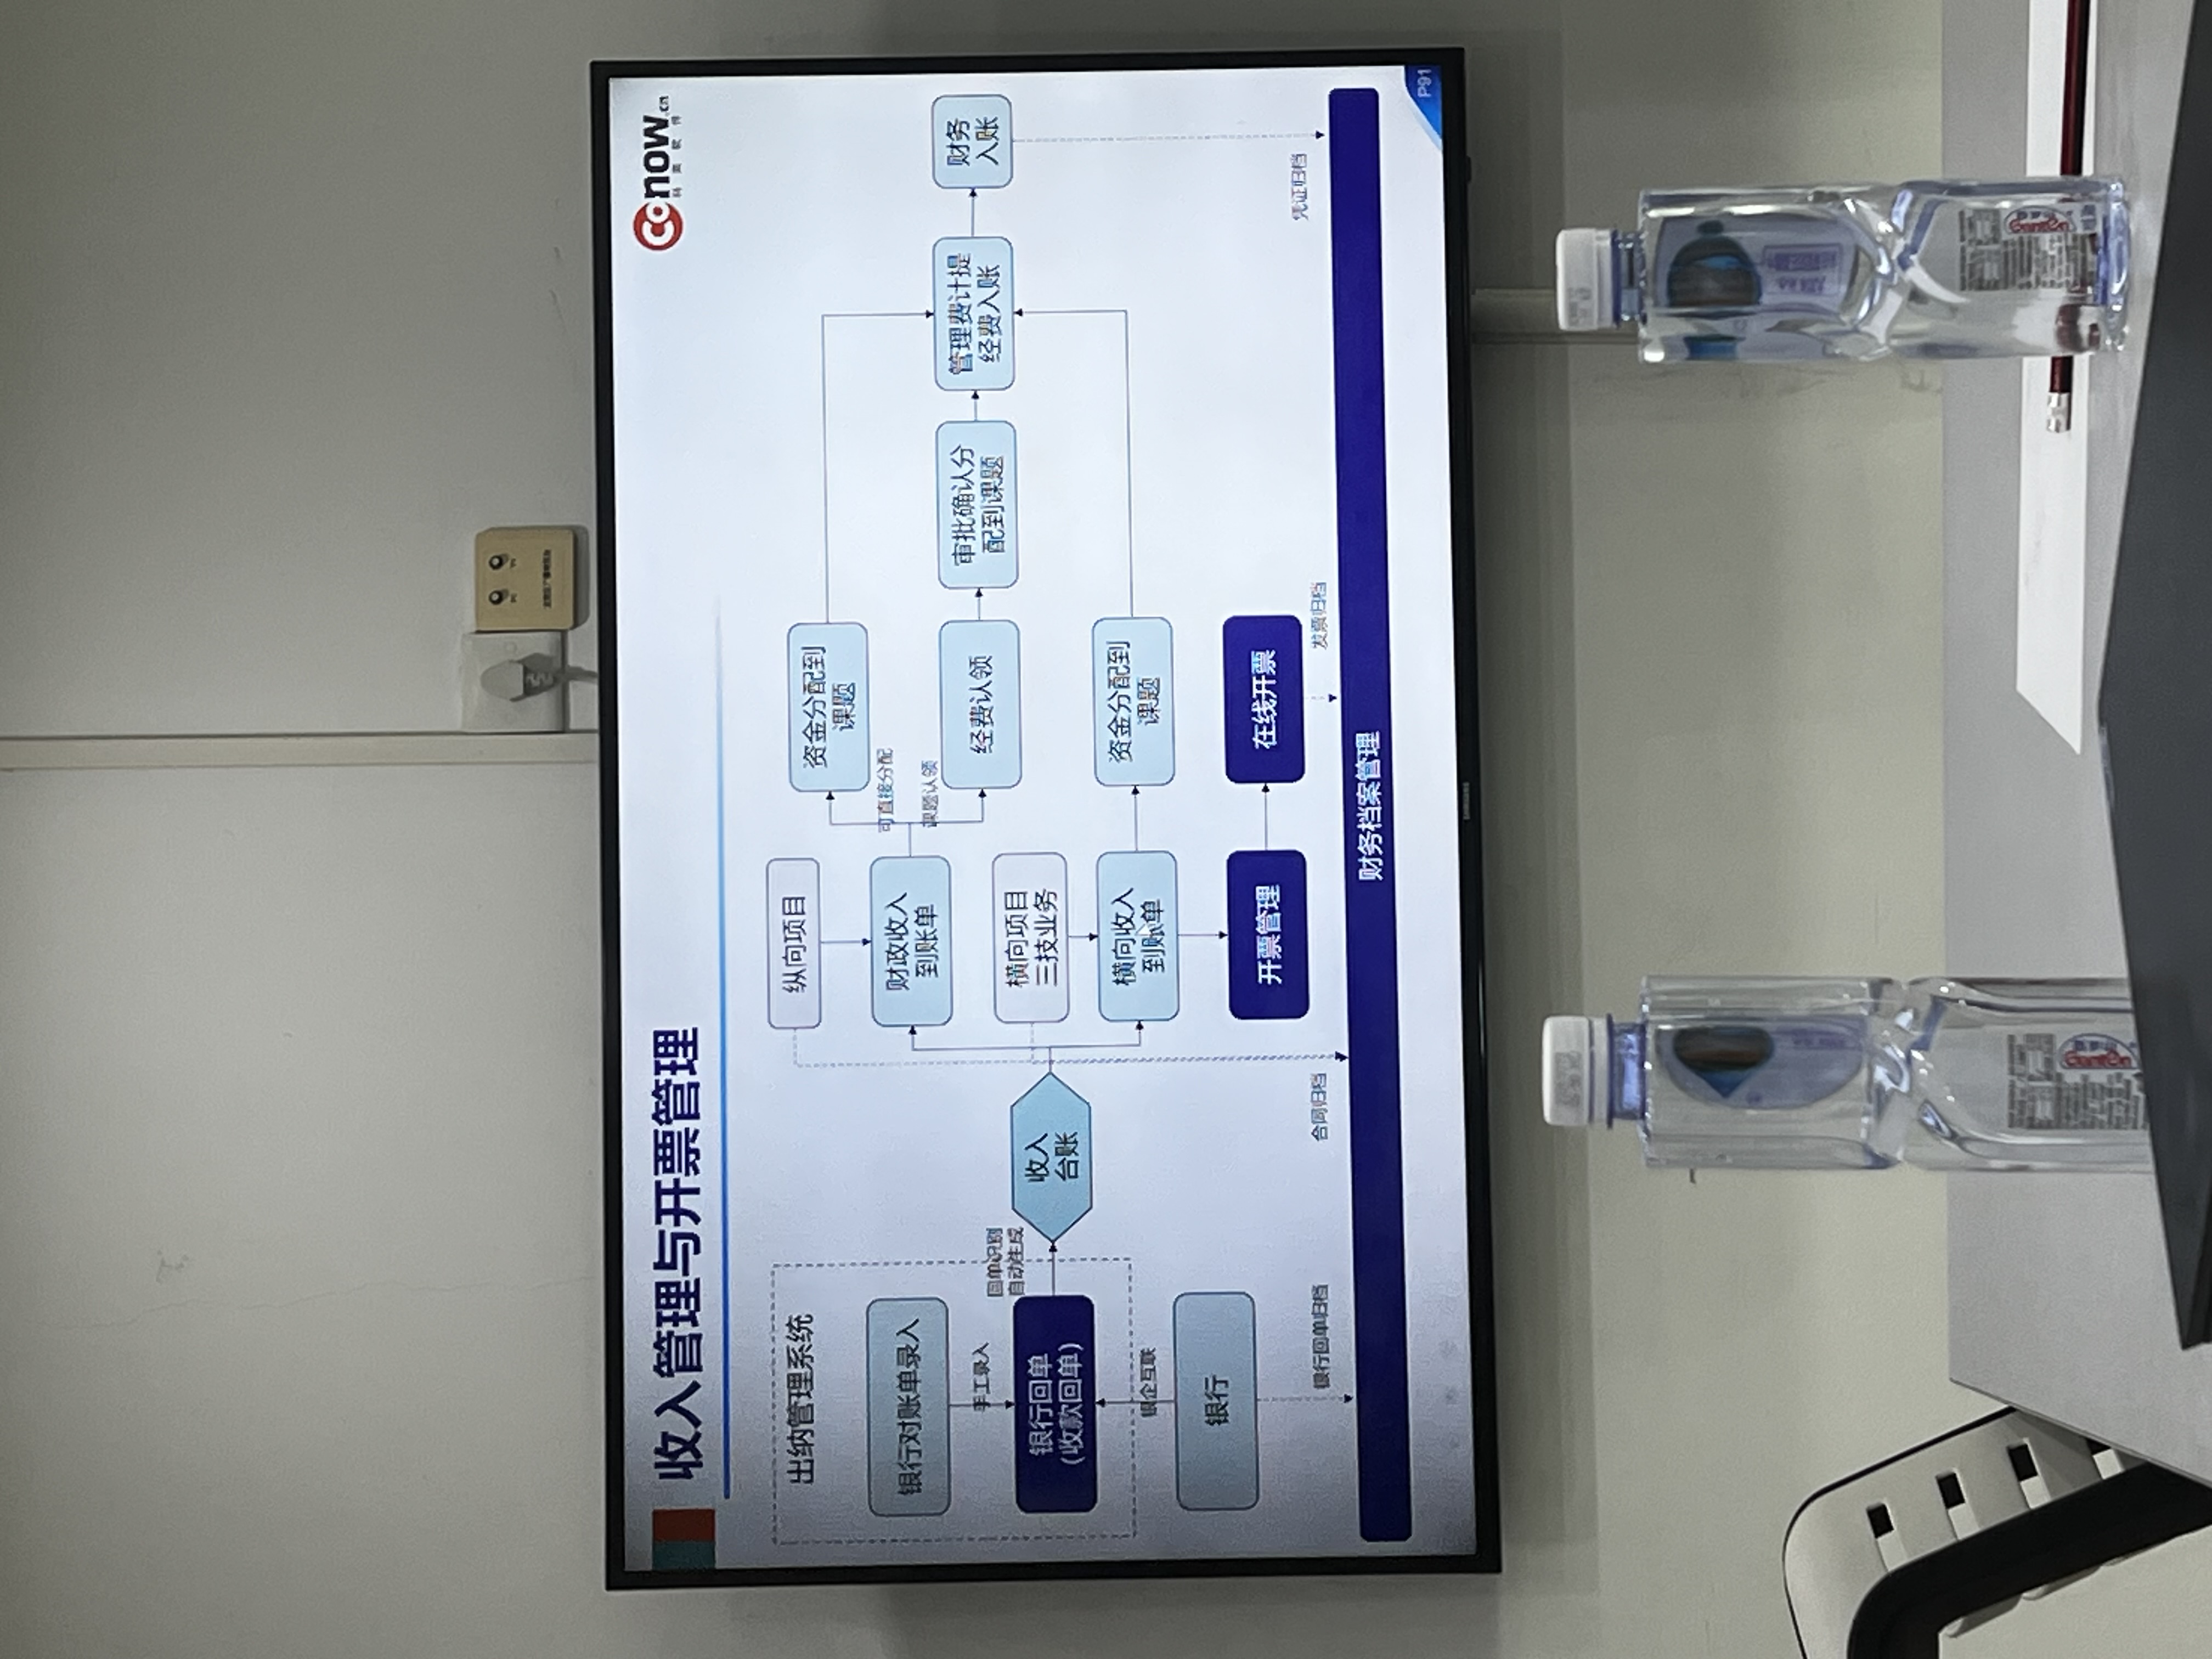 收入管理与开票管理
conow.cn
科奥软件
出纳管理系统
银行对账单录入
手工录入
银行回单
(收款回单)
回单识别
自动生成
银企互联
银行
银行回单归档
收入
台账
纵向项目
财政收入
到账单
横向项目
三技业务
横向收入
到账单
开票管理
在线开票
可直接分配
课题认领
资金分配到
课题
经费认领
审批确认分
配到课题
管理费计提
经费入账
财务
入账
资金分配到
课题
合同归档
发票归档
凭证归档
财务档案管理
P91
SAMSUNG